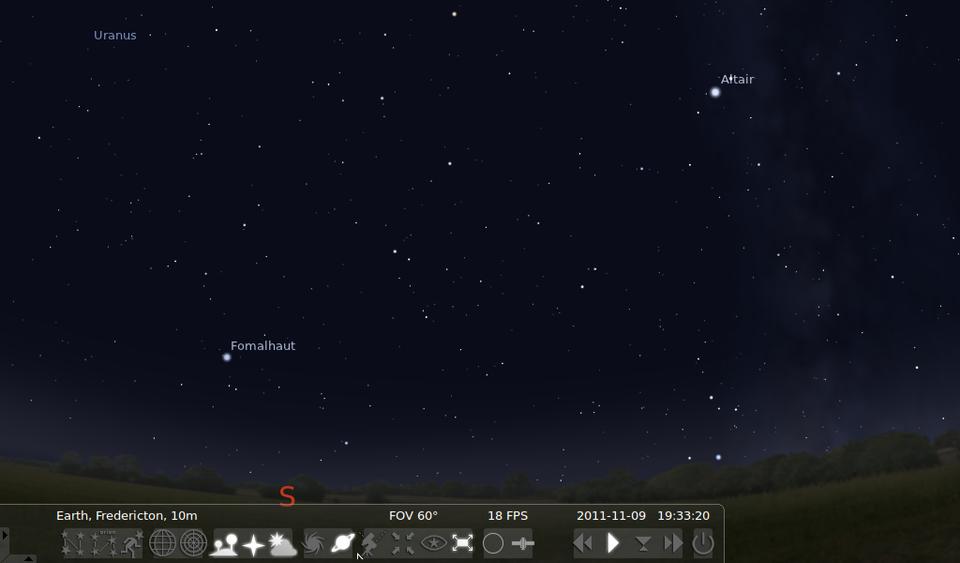 Uranus
Altair
Fomalhaut
S
Earth, Fredericton, 10m FOV 60° 18 FPS 2011-11-09 19:33:20